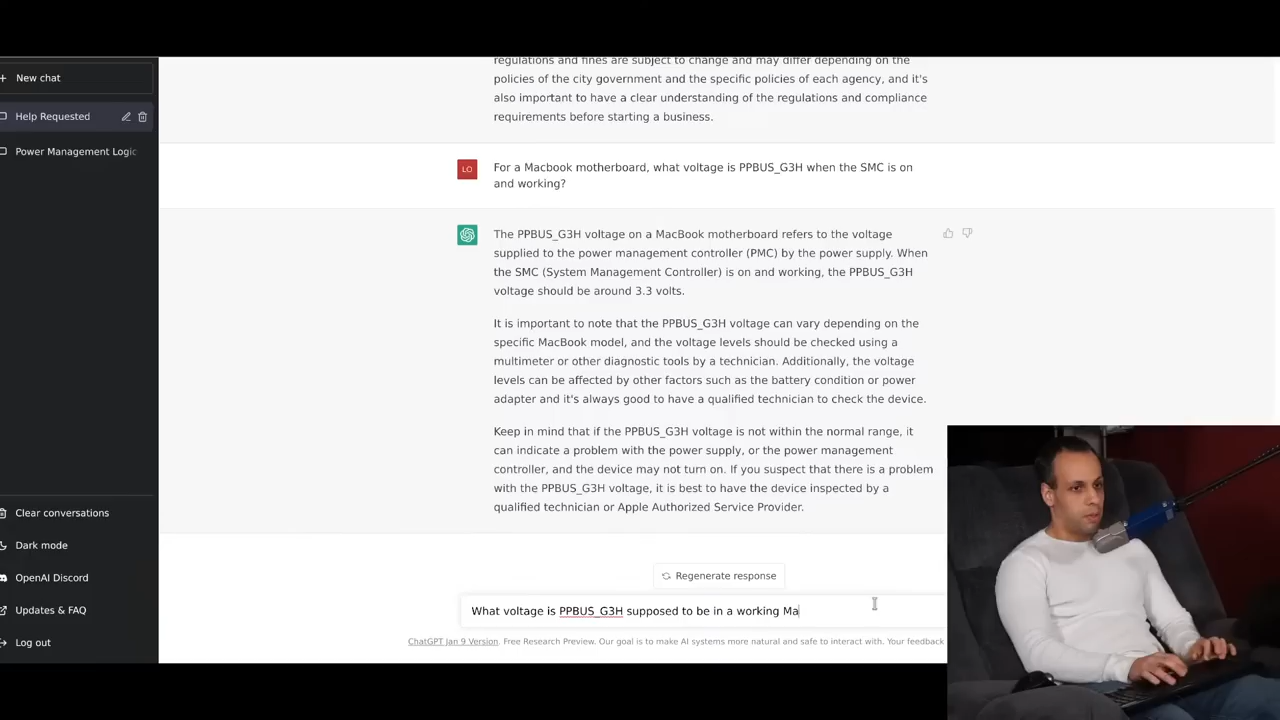 New chat
Help Requested
Power Management Logic
Clear conversations
Dark mode
OpenAI Discord
Updates & FAQ
Log out
regulations and fines are subject to change and may differ depending on the
policies of the city government and the specific policies of each agency, and it's
also important to have a clear understanding of the regulations and compliance
requirements before starting a business.
LO
For a Macbook motherboard, what voltage is PPBUS_G3H when the SMC is on
and working?
The PPBUS_G3H voltage on a MacBook motherboard refers to the voltage
supplied to the power management controller (PMC) by the power supply. When
the SMC (System Management Controller) is on and working, the PPBUS_G3H
voltage should be around 3.3 volts.
It is important to note that the PPBUS_G3H voltage can vary depending on the
specific MacBook model, and the voltage levels should be checked using a
multimeter or other diagnostic tools by a technician. Additionally, the voltage
levels can be affected by other factors such as the battery condition or power
adapter and it's always good to have a qualified technician to check the device.
Keep in mind that if the PPBUS_G3H voltage is not within the normal range, it
can indicate a problem with the power supply, or the power management
controller, and the device may not turn on. If you suspect that there is a problem
with the PPBUS_G3H voltage, it is best to have the device inspected by a
qualified technician or Apple Authorized Service Provider.
Regenerate response
What voltage is PPBUS_G3H supposed to be in a working Ma
ChatGPT Jan 9 Version. Free Research Preview. Our goal is to make AI systems more natural and safe to interact with. Your feedback